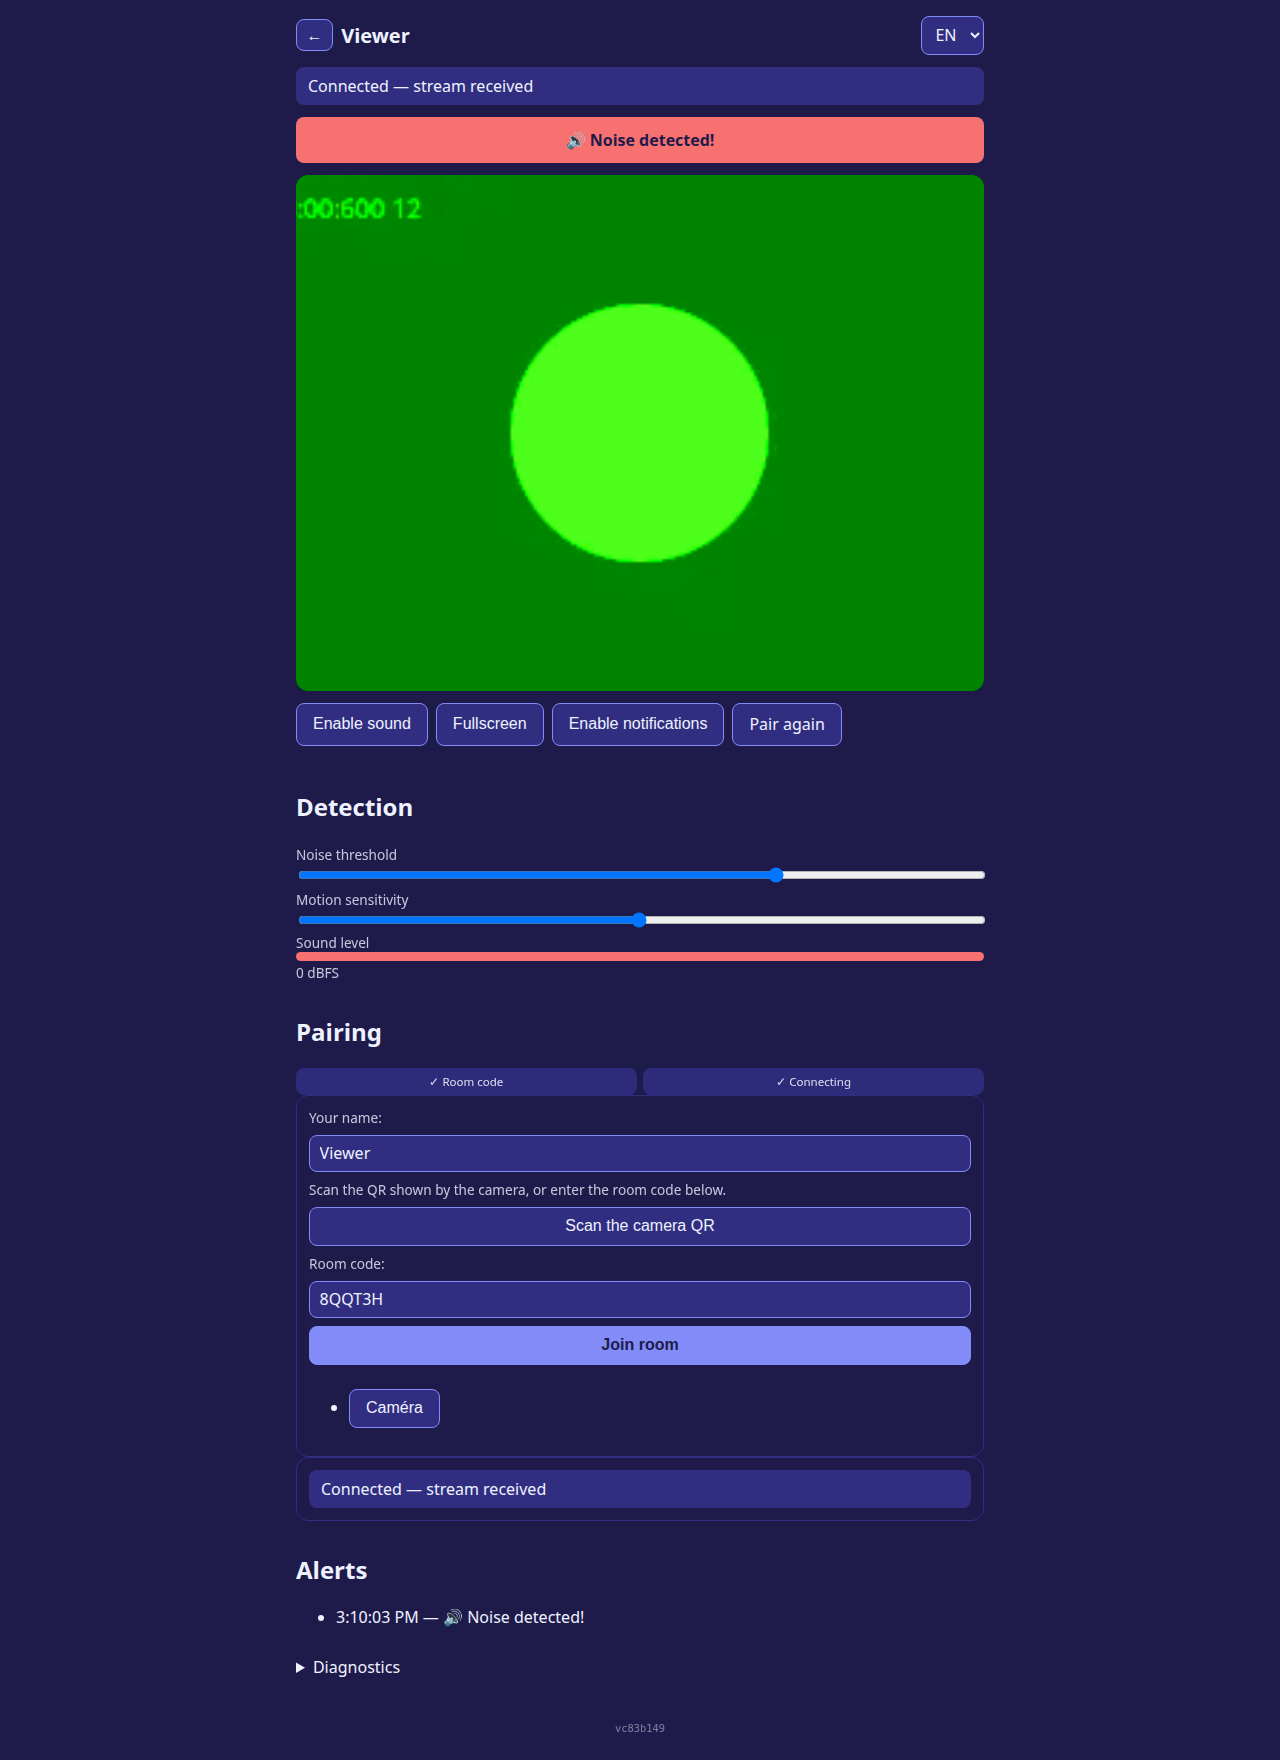 ← Viewer EN
Connected — stream received
🔊 Noise detected!
:00:600 12
Enable sound Fullscreen Enable notifications Pair again
Detection
Noise threshold
Motion sensitivity
Sound level
0 dBFS
Pairing
✓ Room code ✓ Connecting
Your name:
Viewer
Scan the QR shown by the camera, or enter the room code below.
Scan the camera QR
Room code:
8QQT3H
Join room
• Caméra
Connected — stream received
Alerts
• 3:10:03 PM — 🔊 Noise detected!
▶ Diagnostics
vc83b149